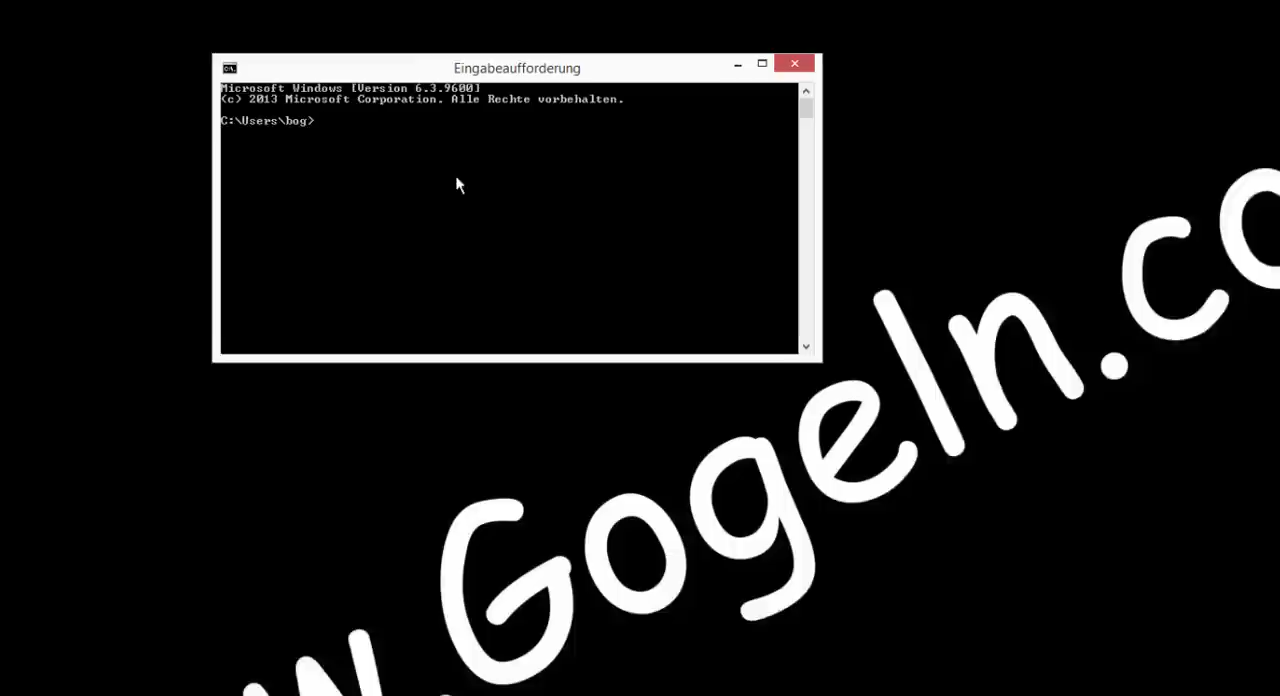 Eingabeaufforderung
Microsoft Windows [Version 6.3.9600]
(c) 2013 Microsoft Corporation. Alle Rechte vorbehalten.
C:\Users\bog>
w.Gogeln.co